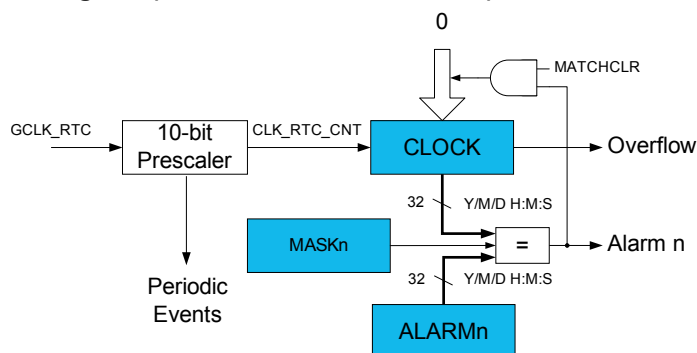 0
MATCHCLR
GCLK_RTC
10-bit
Prescaler
CLK_RTC_CNT
CLOCK
Overflow
32
Y/M/D H:M:S
MASKn
=
Alarm n
32
Y/M/D H:M:S
Periodic
Events
ALARMn